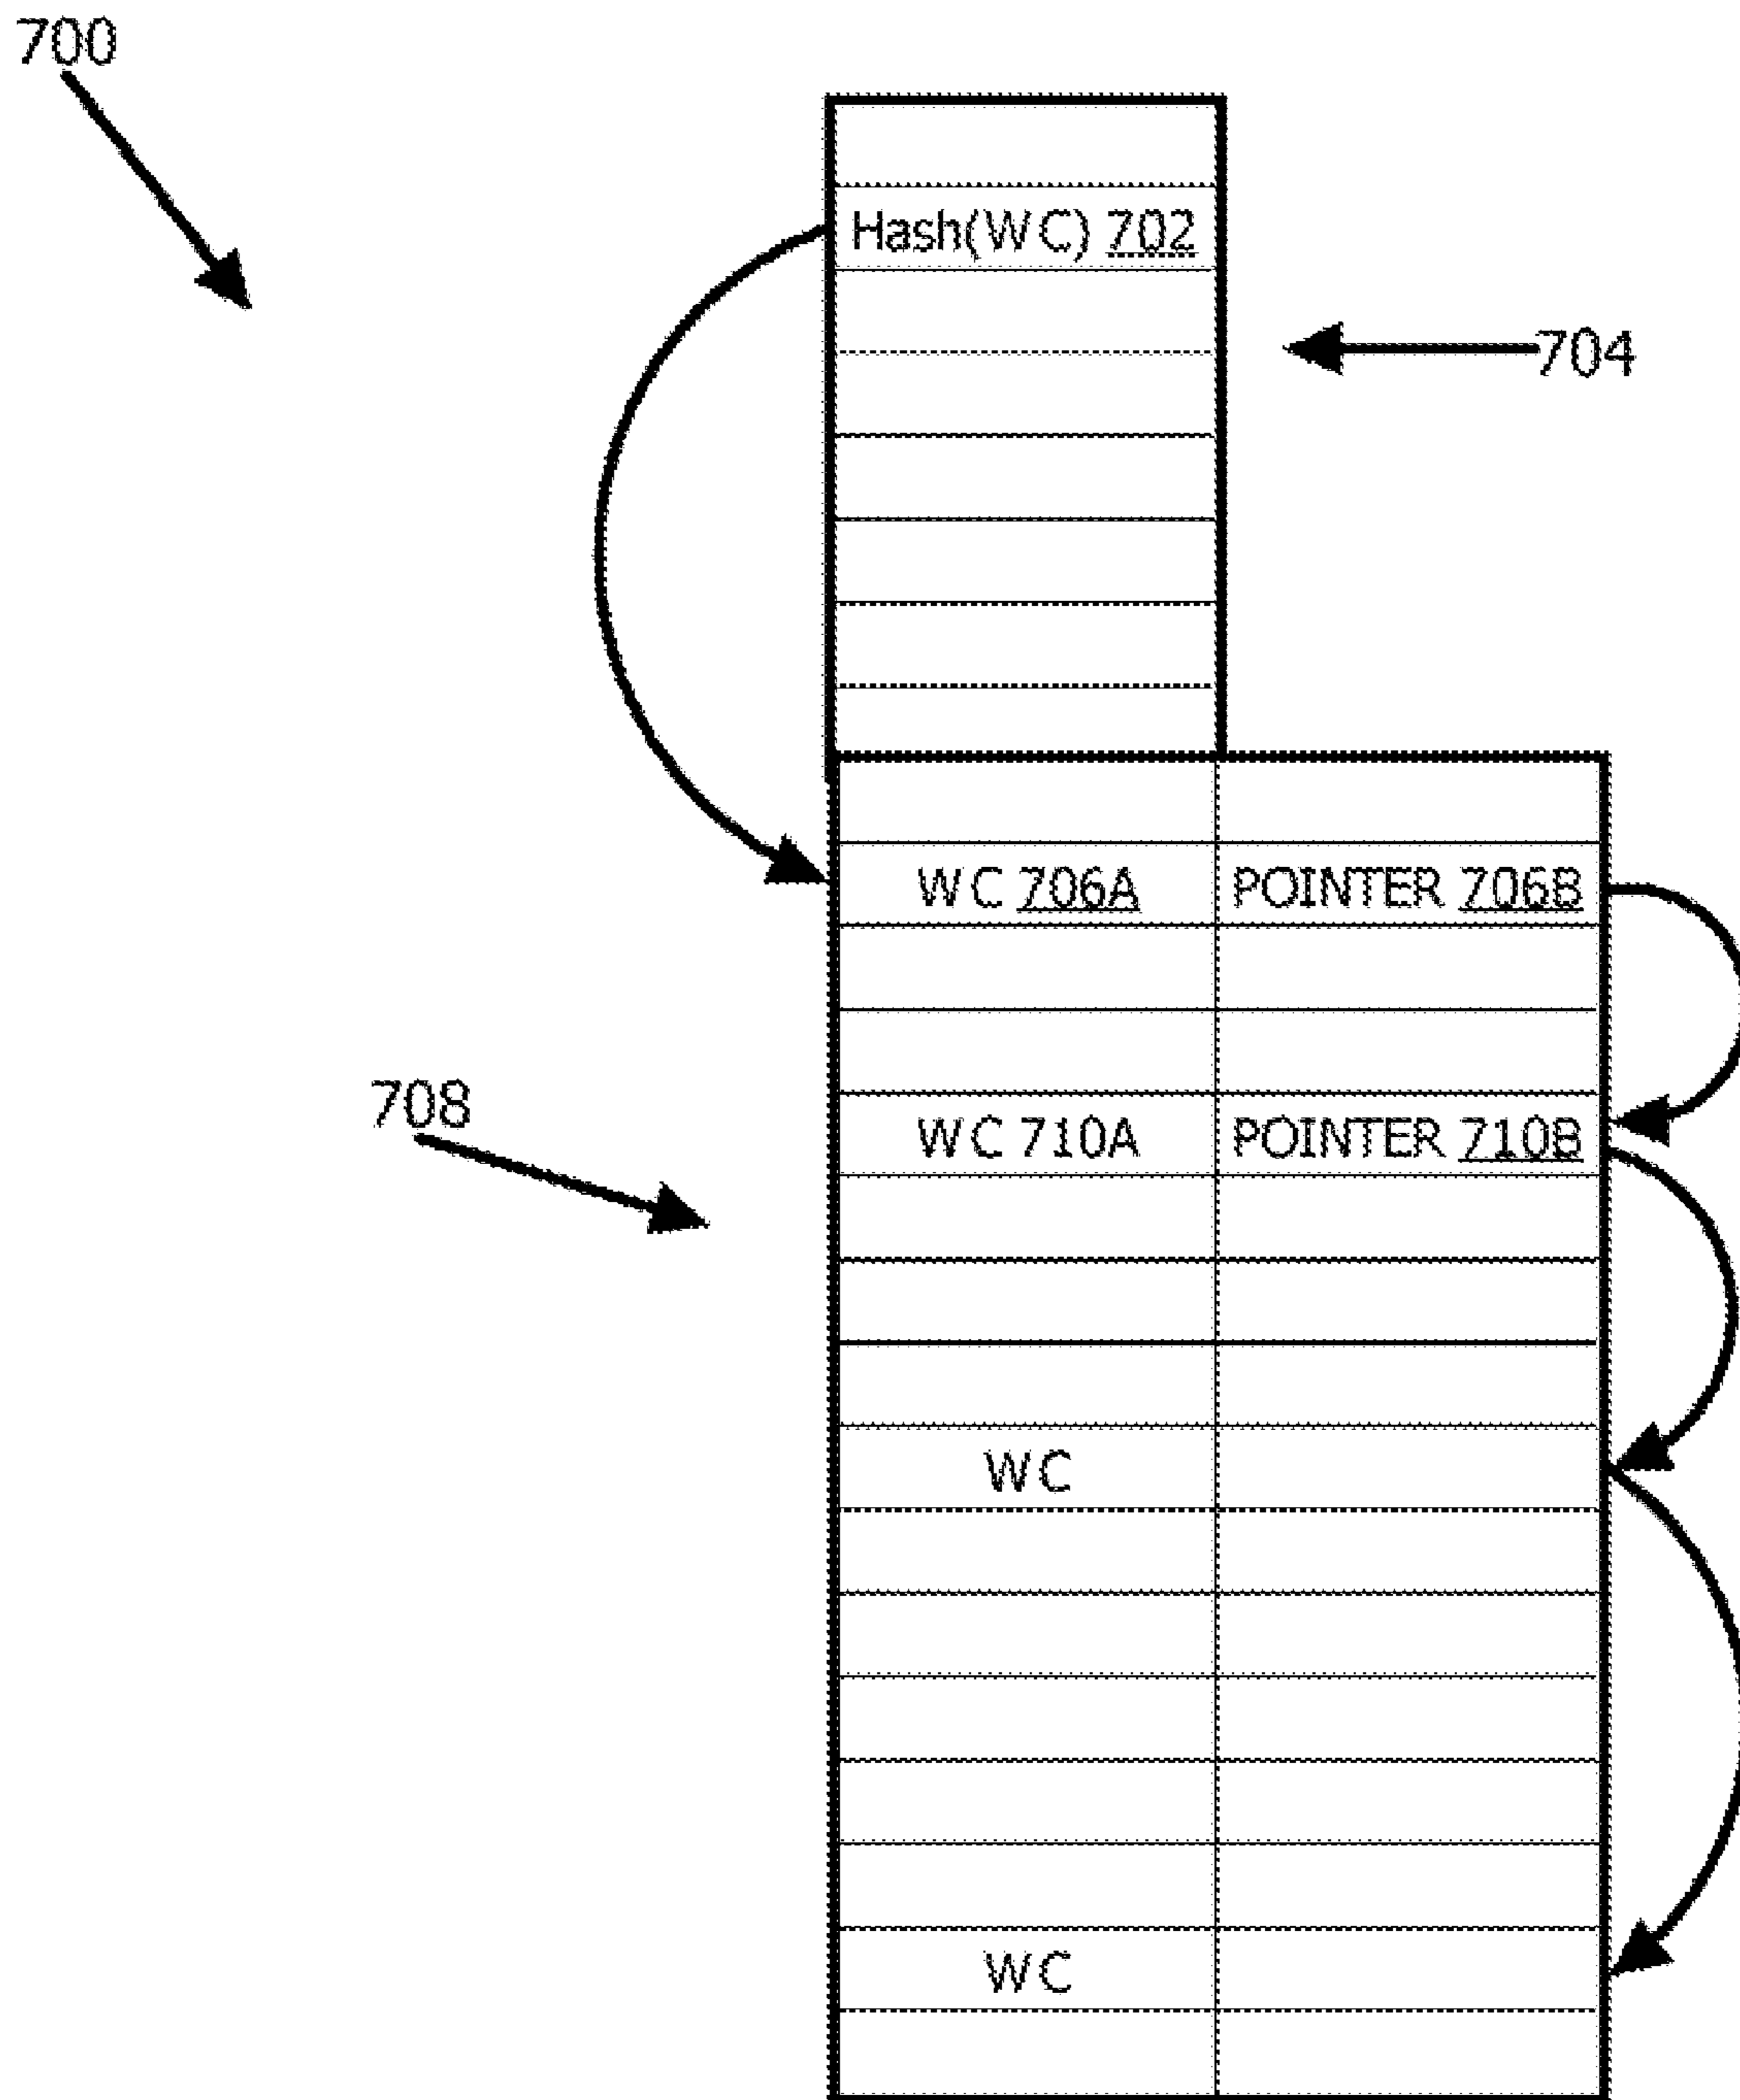 700
Hash(WC) 702
704
WC 706A POINTER 706B
708
WC 710A POINTER 710B
WC
WC